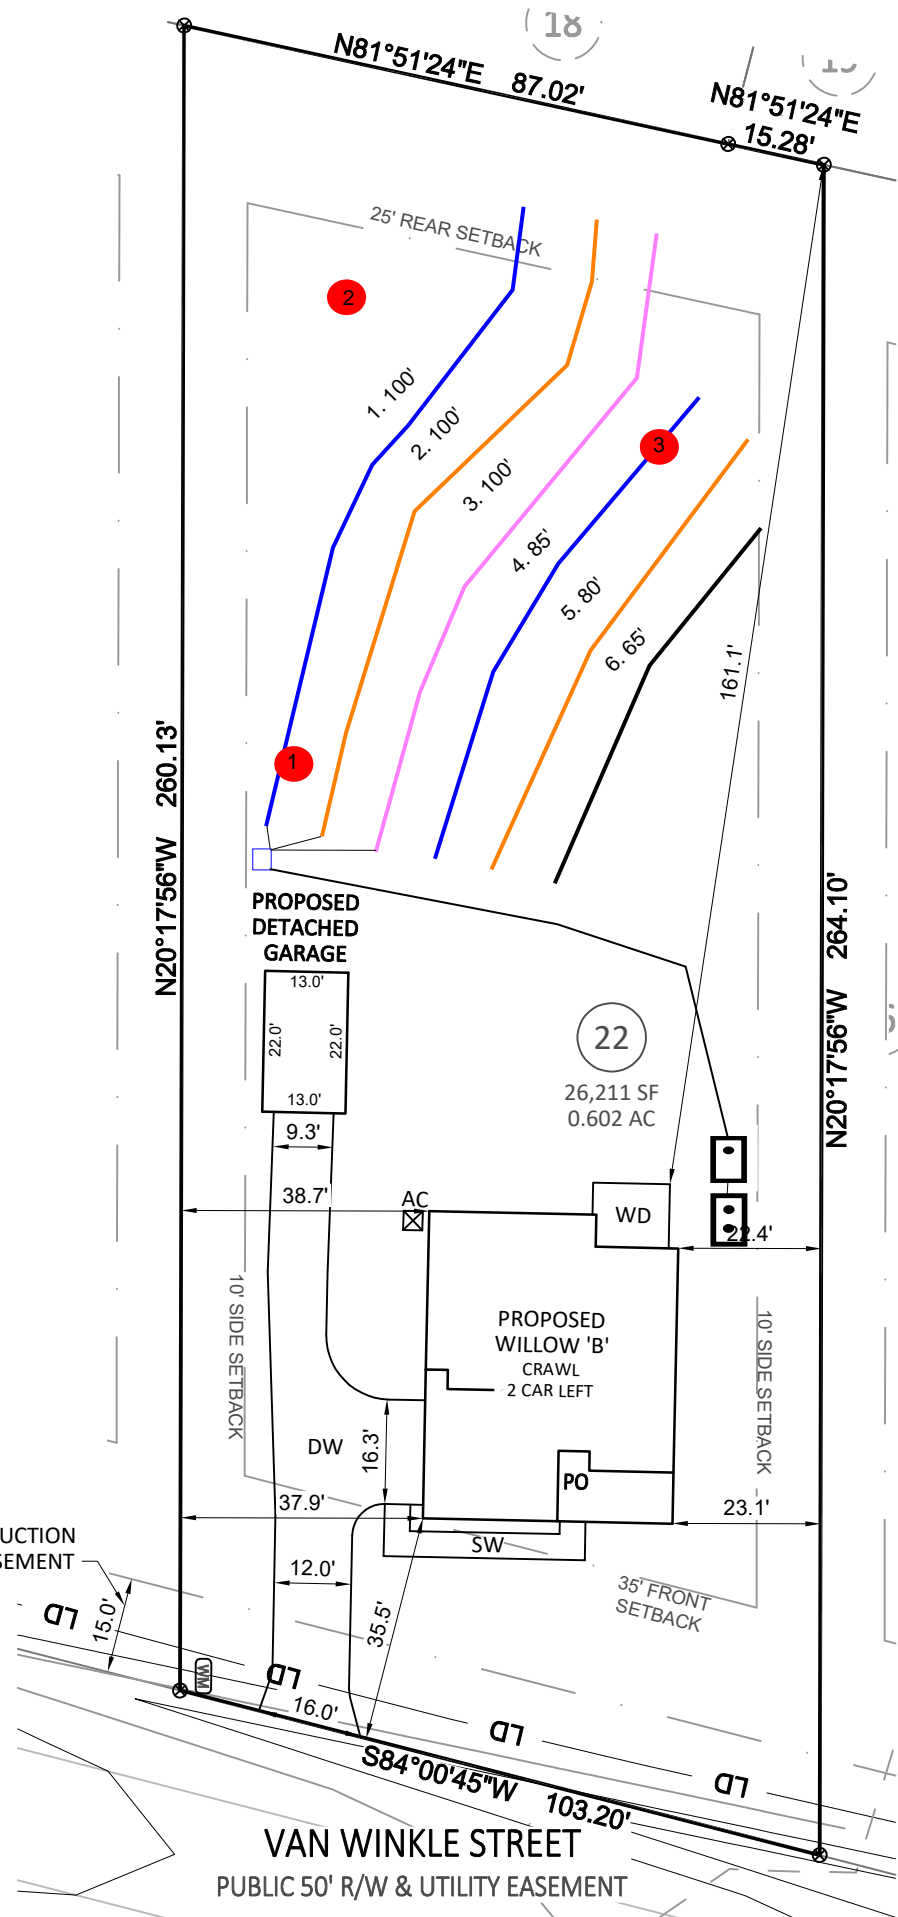 18
N81°51'24"E 87.02'
N81°51'24"E
15.28'
25' REAR SETBACK
2
1. 100'
2. 100'
3. 100'
3
4. 85'
5. 80'
6. 65'
161.1'
N20°17'56"W 260.13'
1
PROPOSED
DETACHED
GARAGE
13.0'
22.0'
22.0'
13.0'
9.3'
22
26,211 SF
0.602 AC
N20°17'56"W 264.10'
38.7'
AC
WD
22.4'
10' SIDE SETBACK
PROPOSED
WILLOW 'B'
CRAWL
2 CAR LEFT
10' SIDE SETBACK
DW
16.3'
PO
37.9'
23.1'
SW
UCTION
SEMENT
12.0'
35' FRONT
SETBACK
15.0'
35.5'
LD
WM
LD
16.0'
LD
LD
S84°00'45"W 103.20'
VAN WINKLE STREET
PUBLIC 50' R/W & UTILITY EASEMENT